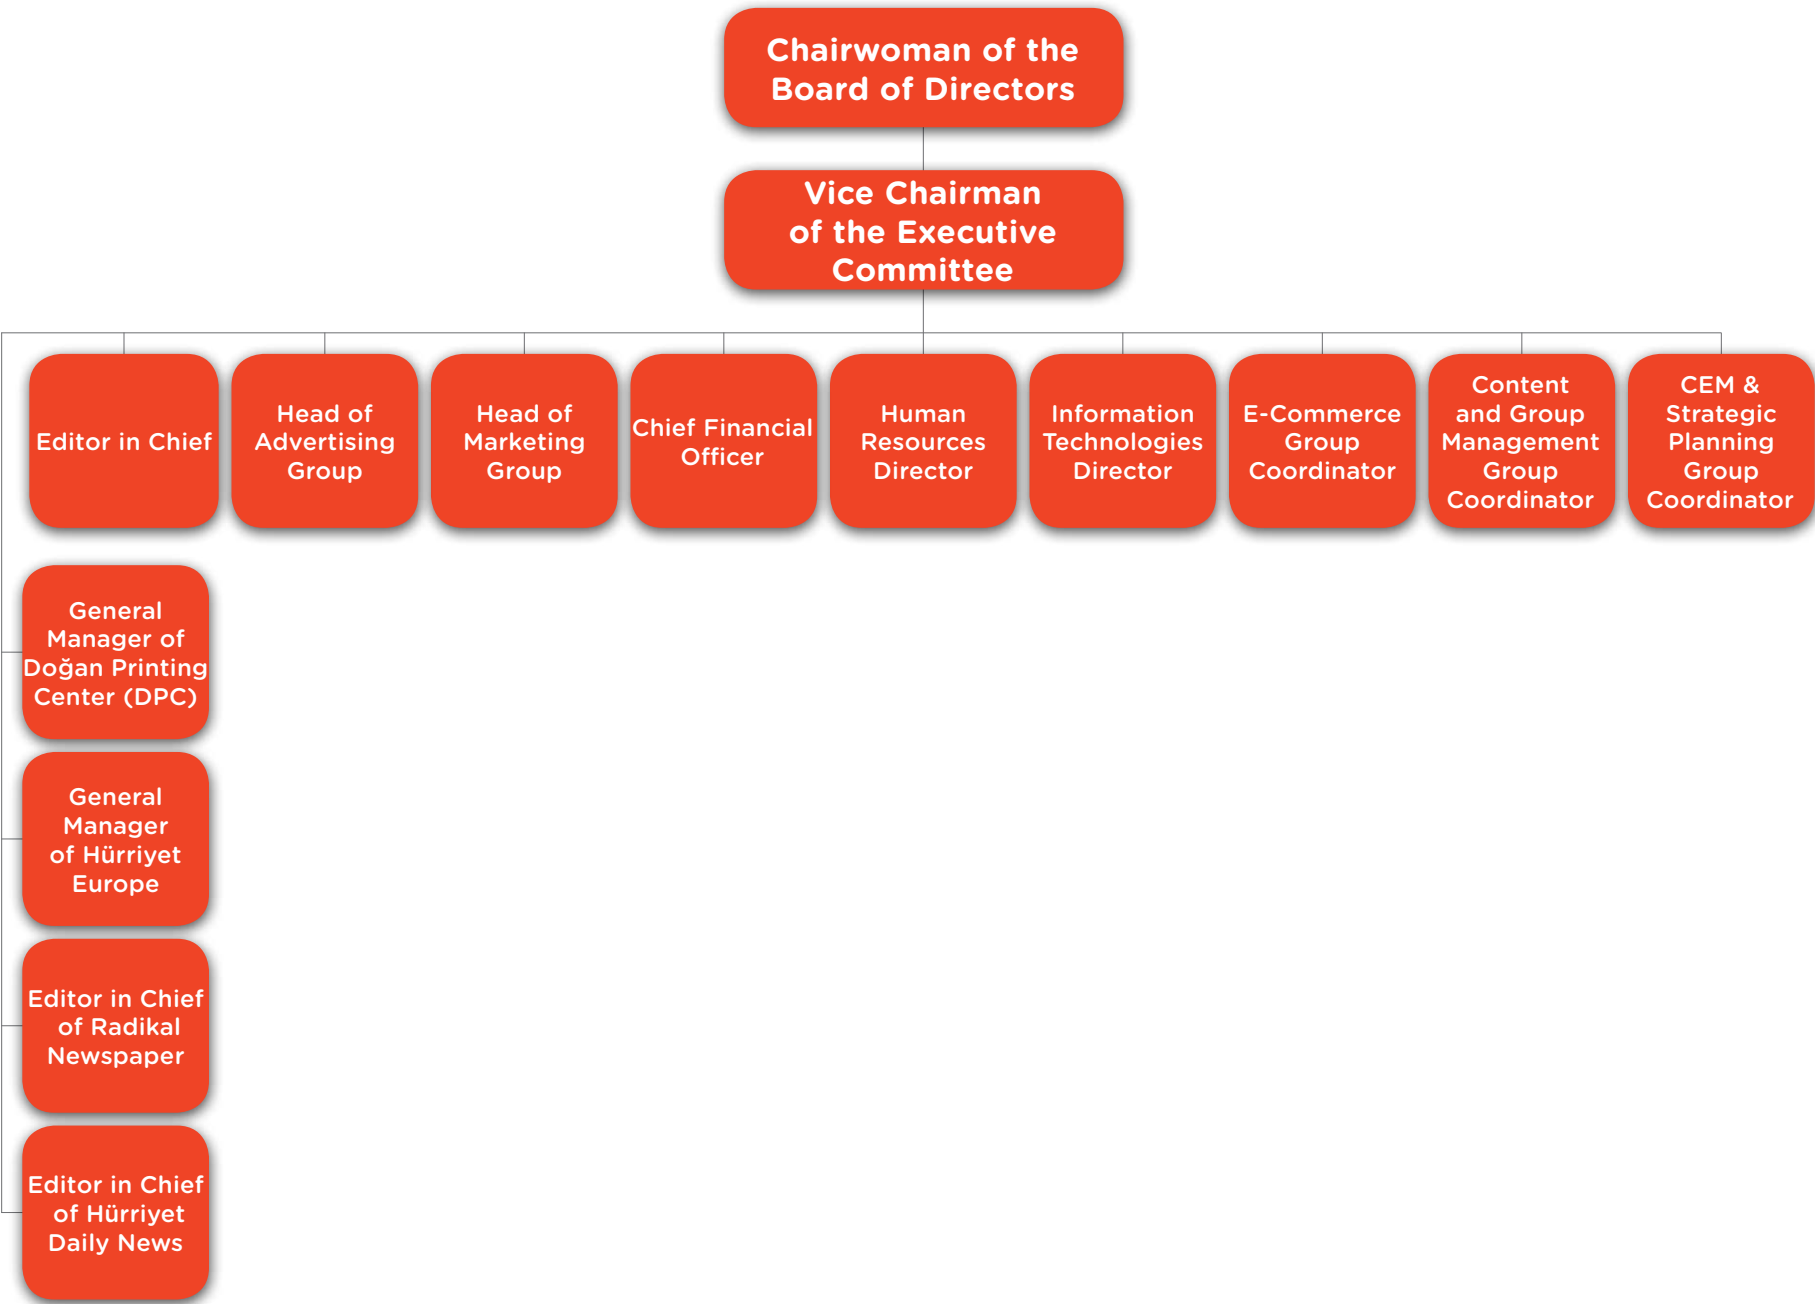 Chairwoman of the
Board of Directors
Vice Chairman
of the Executive
Committee
Editor in Chief
Head of
Advertising
Group
Head of
Marketing
Group
Chief Financial
Officer
Human
Resources
Director
Information
Technologies
Director
E-Commerce
Group
Coordinator
Content
and Group
Management
Group
Coordinator
CEM &
Strategic
Planning
Group
Coordinator
General
Manager of
Doğan Printing
Center (DPC)
General
Manager
of Hürriyet
Europe
Editor in Chief
of Radikal
Newspaper
Editor in Chief
of Hürriyet
Daily News